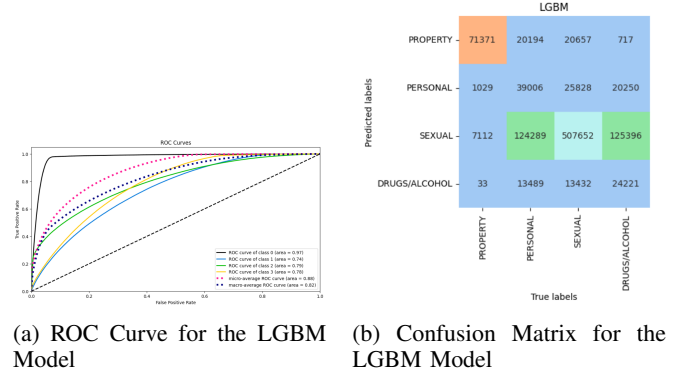 LGBM
PROPERTY
71371 20194 20657 717
PERSONAL
1029 39006 25828 20250
SEXUAL
7112 124289 507652 125396
DRUGS/ALCOHOL
33 13489 13432 24221
Predicted labels
PROPERTY
PERSONAL
SEXUAL
DRUGS/ALCOHOL
True labels
ROC Curves
True Positive Rate
1.0
0.8
0.6
0.4
0.2
0.0
ROC curve of class 0 (area = 0.97)
ROC curve of class 1 (area = 0.74)
ROC curve of class 2 (area = 0.79)
ROC curve of class 3 (area = 0.78)
micro-average ROC curve (area = 0.88)
macro-average ROC curve (area = 0.82)
0.0 0.2 0.4 0.6 0.8 1.0
False Positive Rate
(a) ROC Curve for the LGBM
Model
(b) Confusion Matrix for the
LGBM Model